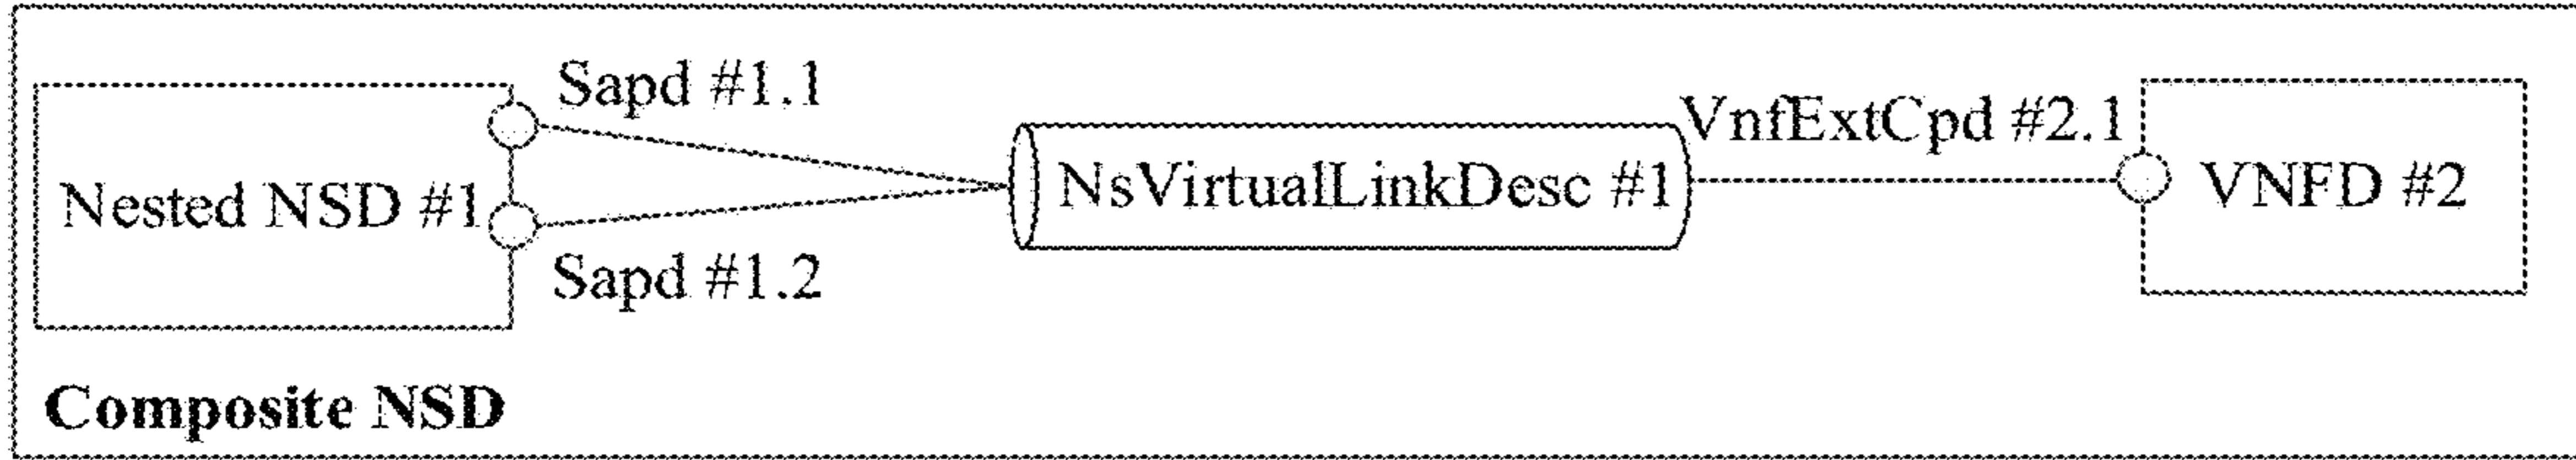 Sapd #1.1
VnfExtCpd #2.1
Nested NSD #1
NsVirtualLinkDesc #1
VNFD #2
Sapd #1.2
Composite NSD